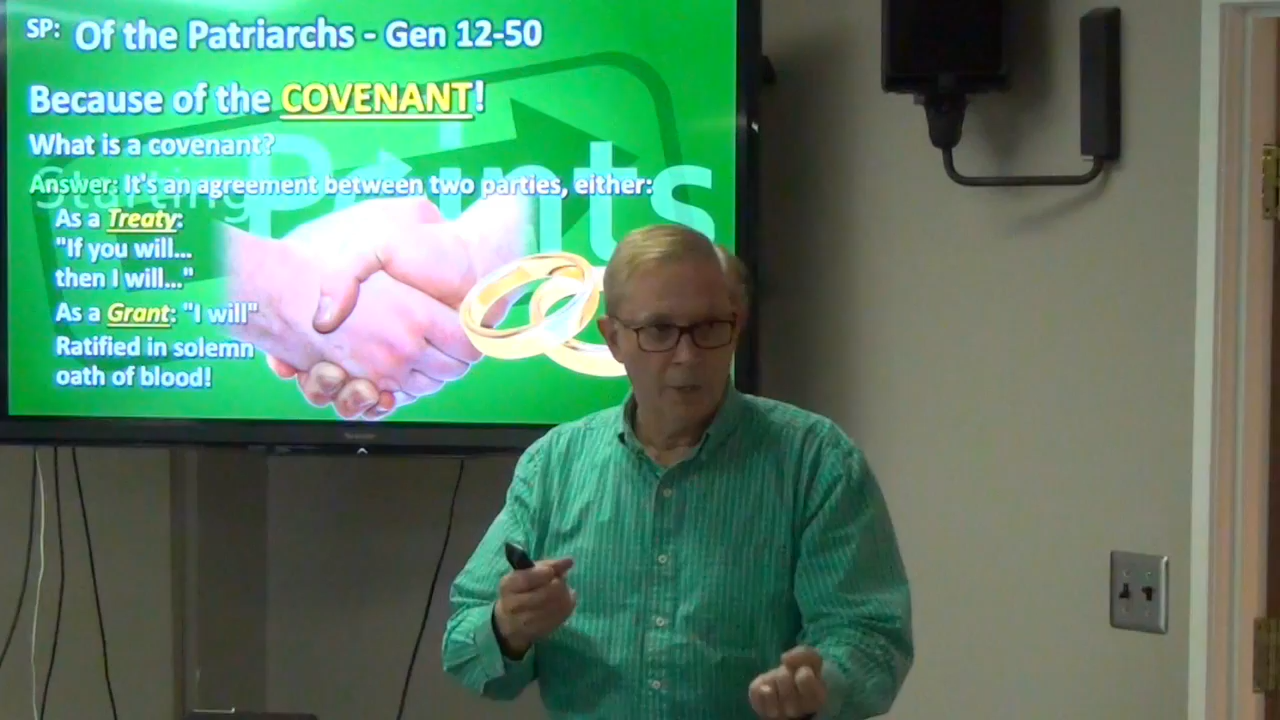 SP: Of the Patriarchs - Gen 12-50
Because of the COVENANT!
What is a covenant?
Starting
Points
Answer: It's an agreement between two parties, either:
As a Treaty:
"If you will...
then I will..."
As a Grant: "I will"
Ratified in solemn
oath of blood!